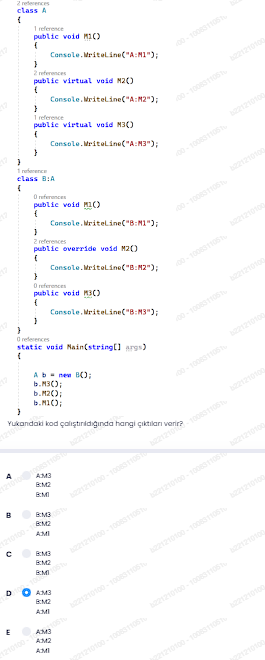 2 references
class A
{
1 reference
public void M1()
{
Console.WriteLine("A:M1");
}
2 references
public virtual void M2()
{
Console.WriteLine("A:M2");
}
1 reference
public virtual void M3()
{
Console.WriteLine("A:M3");
}
}
1 reference
class B:A
{
0 references
public void M1()
{
Console.WriteLine("B:M1");
}
2 references
public override void M2()
{
Console.WriteLine("B:M2");
}
0 references
public void M3()
{
Console.WriteLine("B:M3");
}
}
0 references
static void Main(string[] args)
{
A b = new B();
b.M3();
b.M2();
b.M1();
}
Yukarıdaki kod çalıştırıldığında hangi çıktıları verir?
A
A:M3
B:M2
B:M1
B
B:M3
B:M2
A:M1
C
B:M3
B:M2
B:M1
D
A:M3
B:M2
A:M1
E
A:M3
A:M2
A:M1